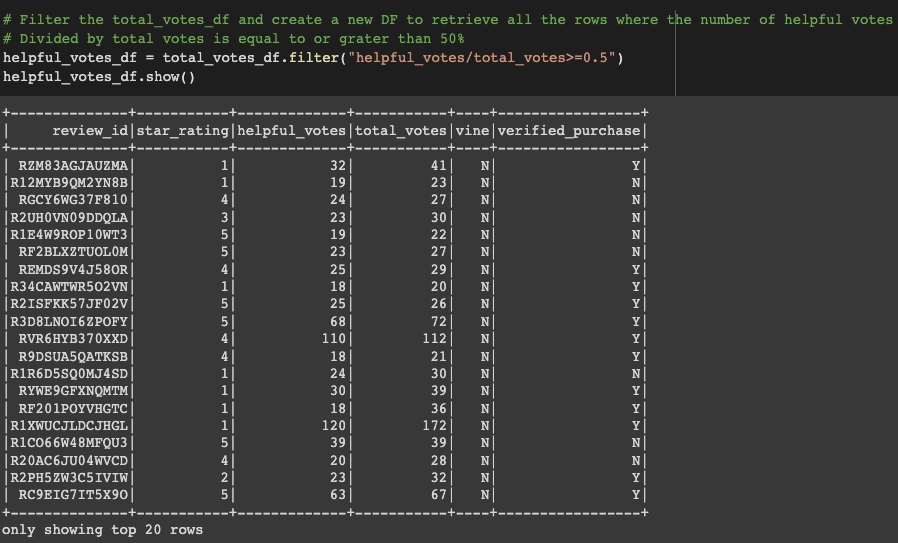 # Filter the total_votes_df and create a new DF to retrieve all the rows where the number of helpful votes
# Divided by total votes is equal to or grater than 50%
helpful_votes_df = total_votes_df.filter("helpful_votes/total_votes>=0.5")
helpful_votes_df.show()
+--------------+-----------+-------------+-----------+----+-----------------+
|     review_id|star_rating|helpful_votes|total_votes|vine|verified_purchase|
+--------------+-----------+-------------+-----------+----+-----------------+
| RZM83AGJAUZMA|          1|           32|         41|   N|                Y|
|R12MYB9QM2YN8B|          1|           19|         23|   N|                N|
| RGCY6WG37F810|          4|           24|         27|   N|                N|
|R2UH0VN09DDQLA|          3|           23|         30|   N|                N|
|R1E4W9ROP10WT3|          5|           19|         22|   N|                N|
| RF2BLXZTUOL0M|          5|           23|         27|   N|                N|
| REMDS9V4J58OR|          4|           25|         29|   N|                Y|
|R34CAWTWR5O2VN|          1|           18|         20|   N|                Y|
|R2ISFKK57JF02V|          5|           25|         26|   N|                Y|
|R3D8LNOI6ZPOFY|          5|           68|         72|   N|                Y|
| RVR6HYB370XXD|          4|          110|        112|   N|                Y|
| R9DSUA5QATKSB|          4|           18|         21|   N|                Y|
|R1R6D5SQ0MJ4SD|          1|           24|         30|   N|                N|
| RYWE9GFXNQMTM|          1|           30|         39|   N|                Y|
| RF201POYVHGTC|          1|           18|         36|   N|                Y|
|R1XWUCJLDCJHGL|          1|          120|        172|   N|                Y|
|R1CO66W48MFQU3|          5|           39|         39|   N|                N|
|R20AC6JU04WVCD|          4|           20|         28|   N|                N|
|R2PH5ZW3C5IVIW|          2|           23|         32|   N|                Y|
| RC9EIG7IT5X9O|          5|           63|         67|   N|                Y|
+--------------+-----------+-------------+-----------+----+-----------------+
only showing top 20 rows